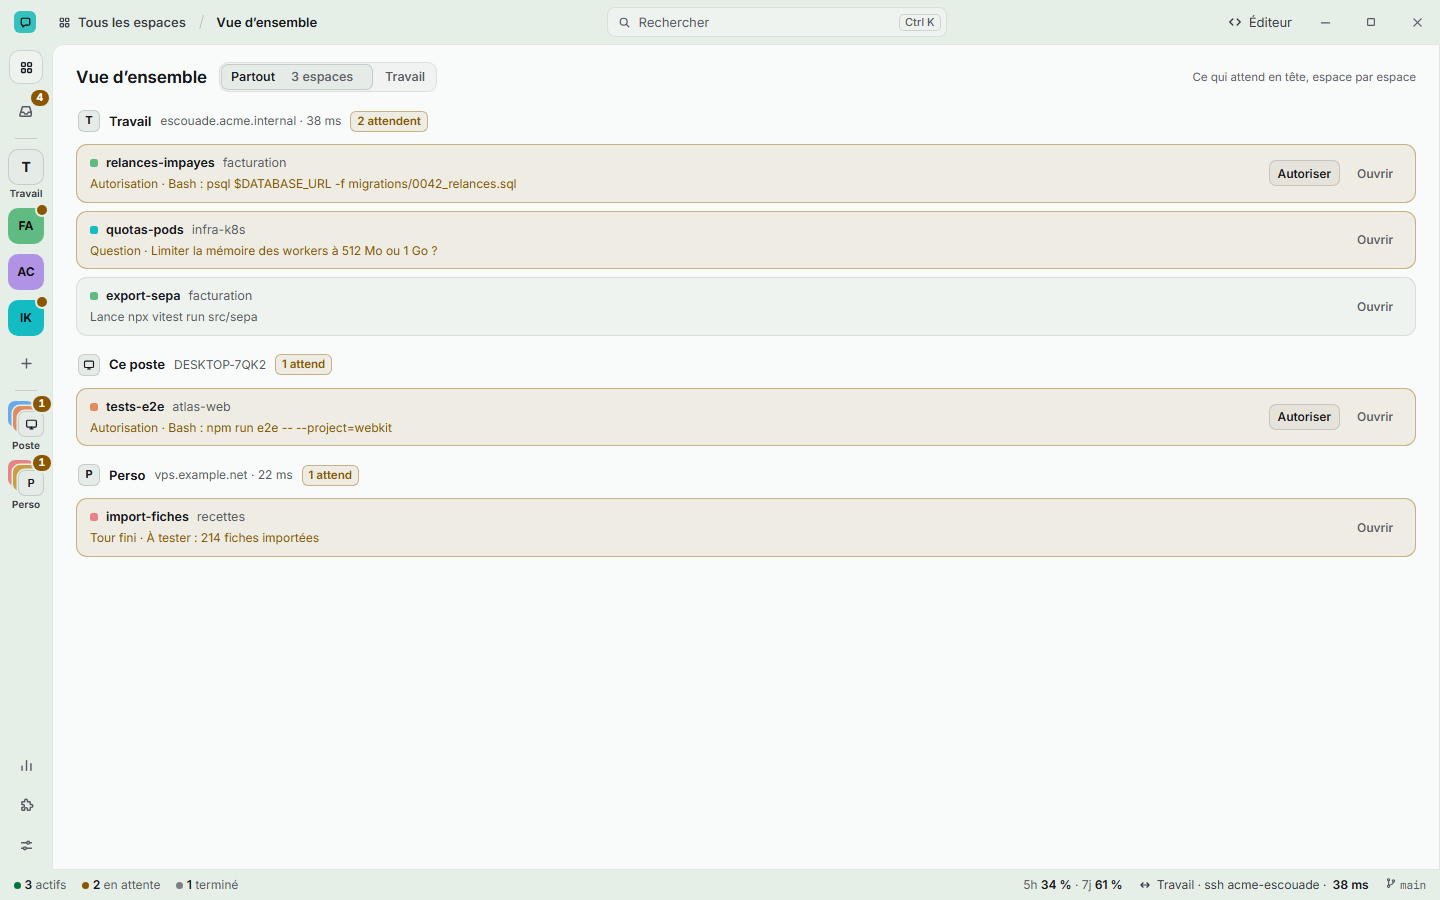 Tous les espaces / Vue d’ensemble
Rechercher
Ctrl K
Éditeur
4
T
Travail
FA
AC
IK
1
Poste
1
P
Perso
Vue d’ensemble
Partout 3 espaces
Travail
Ce qui attend en tête, espace par espace
T Travail escouade.acme.internal · 38 ms 2 attendent
relances-impayes facturation
Autorisation · Bash : psql $DATABASE_URL -f migrations/0042_relances.sql
Autoriser Ouvrir
quotas-pods infra-k8s
Question · Limiter la mémoire des workers à 512 Mo ou 1 Go ?
Ouvrir
export-sepa facturation
Lance npx vitest run src/sepa
Ouvrir
Ce poste DESKTOP-7QK2 1 attend
tests-e2e atlas-web
Autorisation · Bash : npm run e2e -- --project=webkit
Autoriser Ouvrir
P Perso vps.example.net · 22 ms 1 attend
import-fiches recettes
Tour fini · À tester : 214 fiches importées
Ouvrir
3 actifs 2 en attente 1 terminé
5h 34 % · 7j 61 % Travail · ssh acme-escouade · 38 ms main